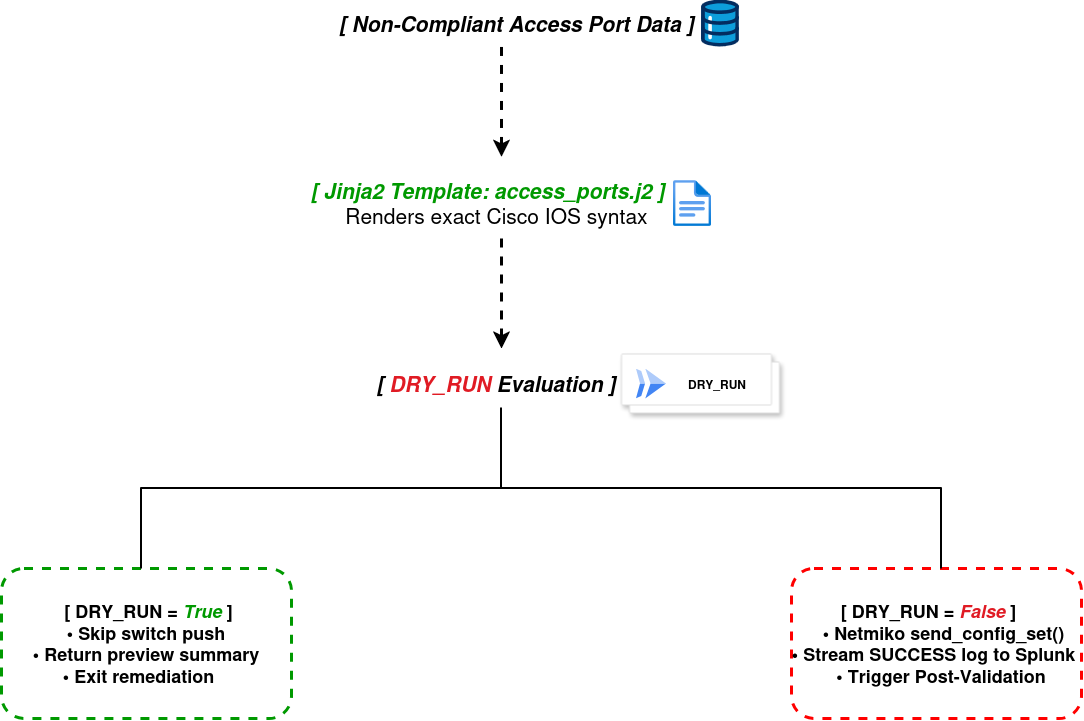 [ Non-Compliant Access Port Data ]
[ Jinja2 Template: access_ports.j2 ]
Renders exact Cisco IOS syntax
[ DRY_RUN Evaluation ]
DRY_RUN
[ DRY_RUN = True ]
• Skip switch push
• Return preview summary
• Exit remediation
[ DRY_RUN = False ]
• Netmiko send_config_set()
• Stream SUCCESS log to Splunk
• Trigger Post-Validation